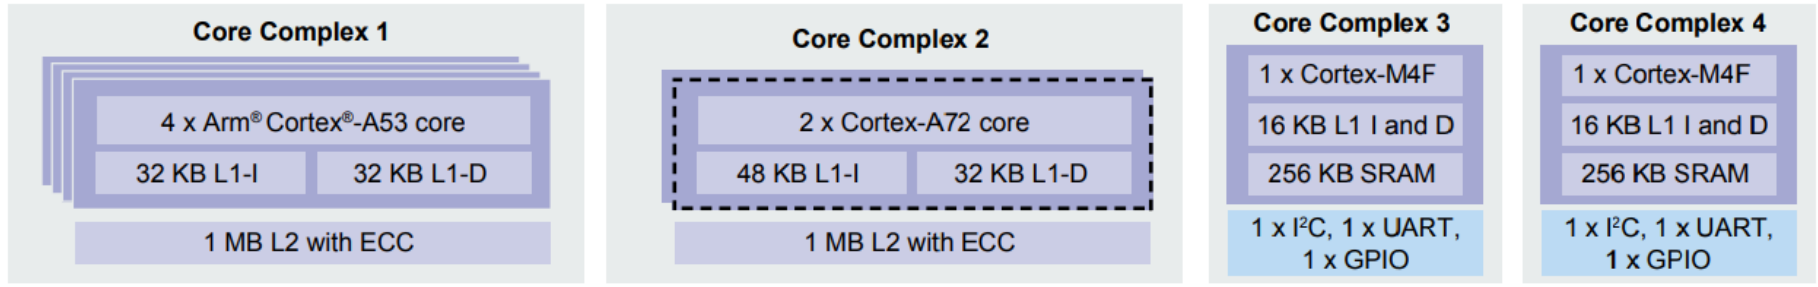 Core Complex 1
4 x Arm® Cortex®-A53 core
32 KB L1-I
32 KB L1-D
1 MB L2 with ECC
Core Complex 2
2 x Cortex-A72 core
48 KB L1-I
32 KB L1-D
1 MB L2 with ECC
Core Complex 3
1 x Cortex-M4F
16 KB L1 I and D
256 KB SRAM
1 x I²C, 1 x UART,
1 x GPIO
Core Complex 4
1 x Cortex-M4F
16 KB L1 I and D
256 KB SRAM
1 x I²C, 1 x UART,
1 x GPIO